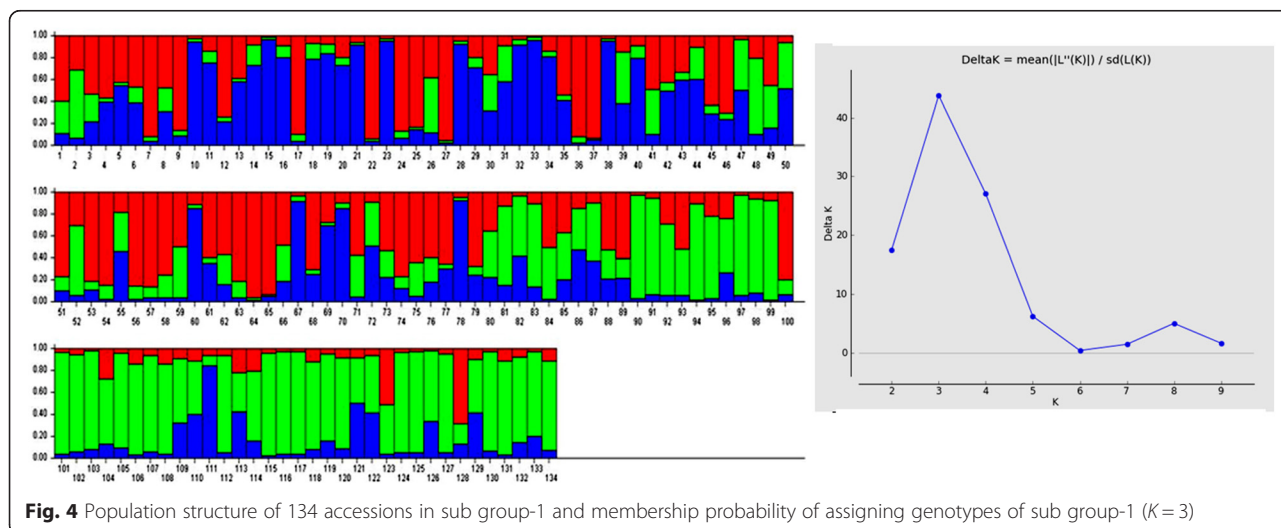 1.00
0.80
0.60
0.40
0.20
0.00
1 3 5 7 9 11 13 15 17 19 21 23 25 27 29 31 33 35 37 39 41 43 45 47 49
2 4 6 8 10 12 14 16 18 20 22 24 26 28 30 32 34 36 38 40 42 44 46 48 50
1.00
0.80
0.60
0.40
0.20
0.00
51 53 55 57 59 61 63 65 67 69 71 73 75 77 79 81 83 85 87 89 91 93 95 97 99
52 54 56 58 60 62 64 66 68 70 72 74 76 78 80 82 84 86 88 90 92 94 96 98 100
1.00
0.80
0.60
0.40
0.20
0.00
101 103 105 107 109 111 113 115 117 119 121 123 125 127 129 131 133
102 104 106 108 110 112 114 116 118 120 122 124 126 128 130 132 134
DeltaK = mean(|L''(K)|) / sd(L(K))
Delta K
40
30
20
10
0
2 3 4 5 6 7 8 9
K
Fig. 4 Population structure of 134 accessions in sub group-1 and membership probability of assigning genotypes of sub group-1 (K = 3)